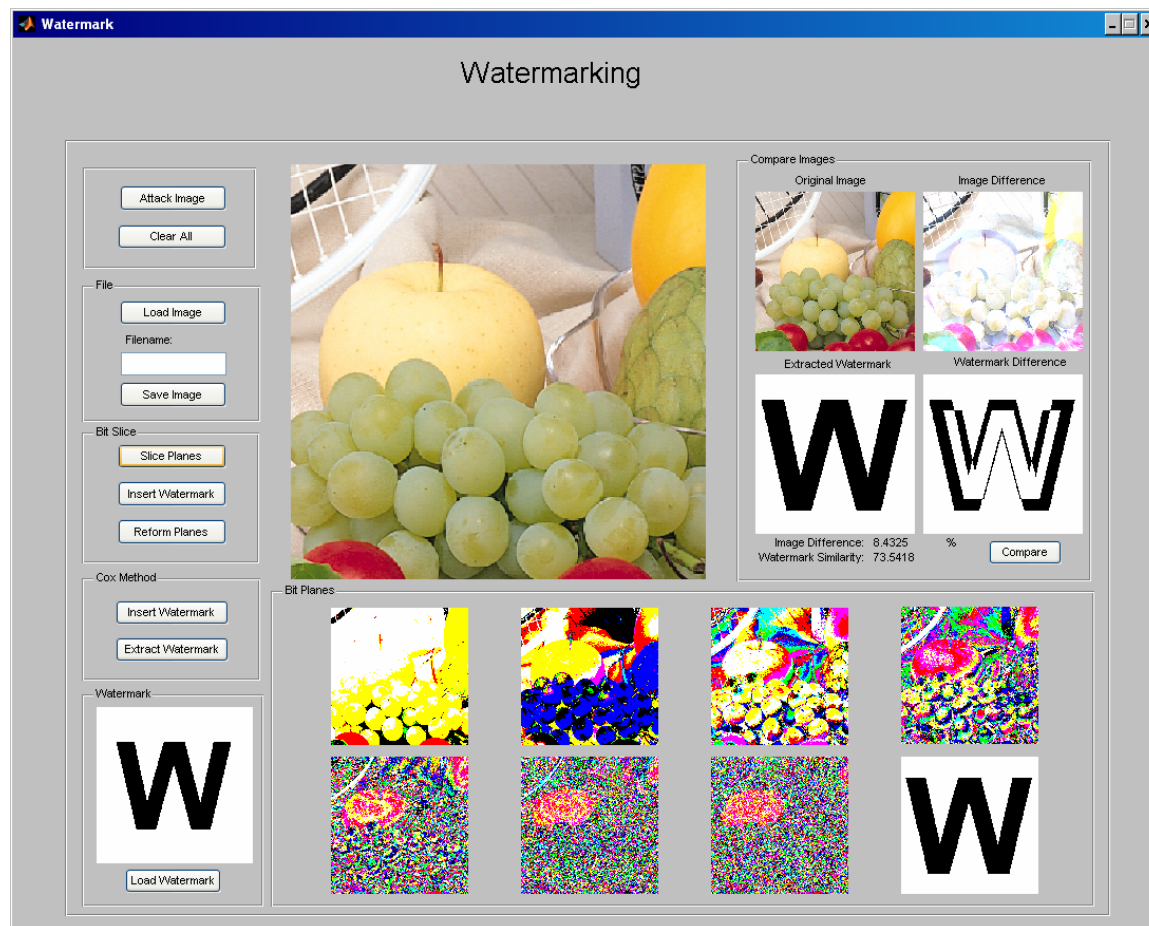 Watermark
Watermarking
Attack Image
Clear All
File
Load Image
Filename:
Save Image
Bit Slice
Slice Planes
Insert Watermark
Reform Planes
Cox Method
Insert Watermark
Extract Watermark
Watermark
W
Load Watermark
Compare Images
Original Image Image Difference
Extracted Watermark Watermark Difference
W W
Image Difference: 8.4325 %
Watermark Similarity: 73.5418
Compare
Bit Planes
W